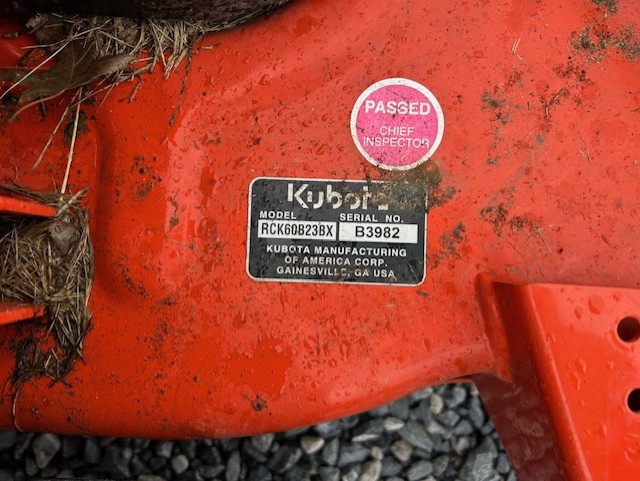 PASSED
CHIEF
INSPECTOR
Kubota
MODEL SERIAL NO.
RCK60B23BX B3982
KUBOTA MANUFACTURING
OF AMERICA CORP.
GAINESVILLE, GA USA